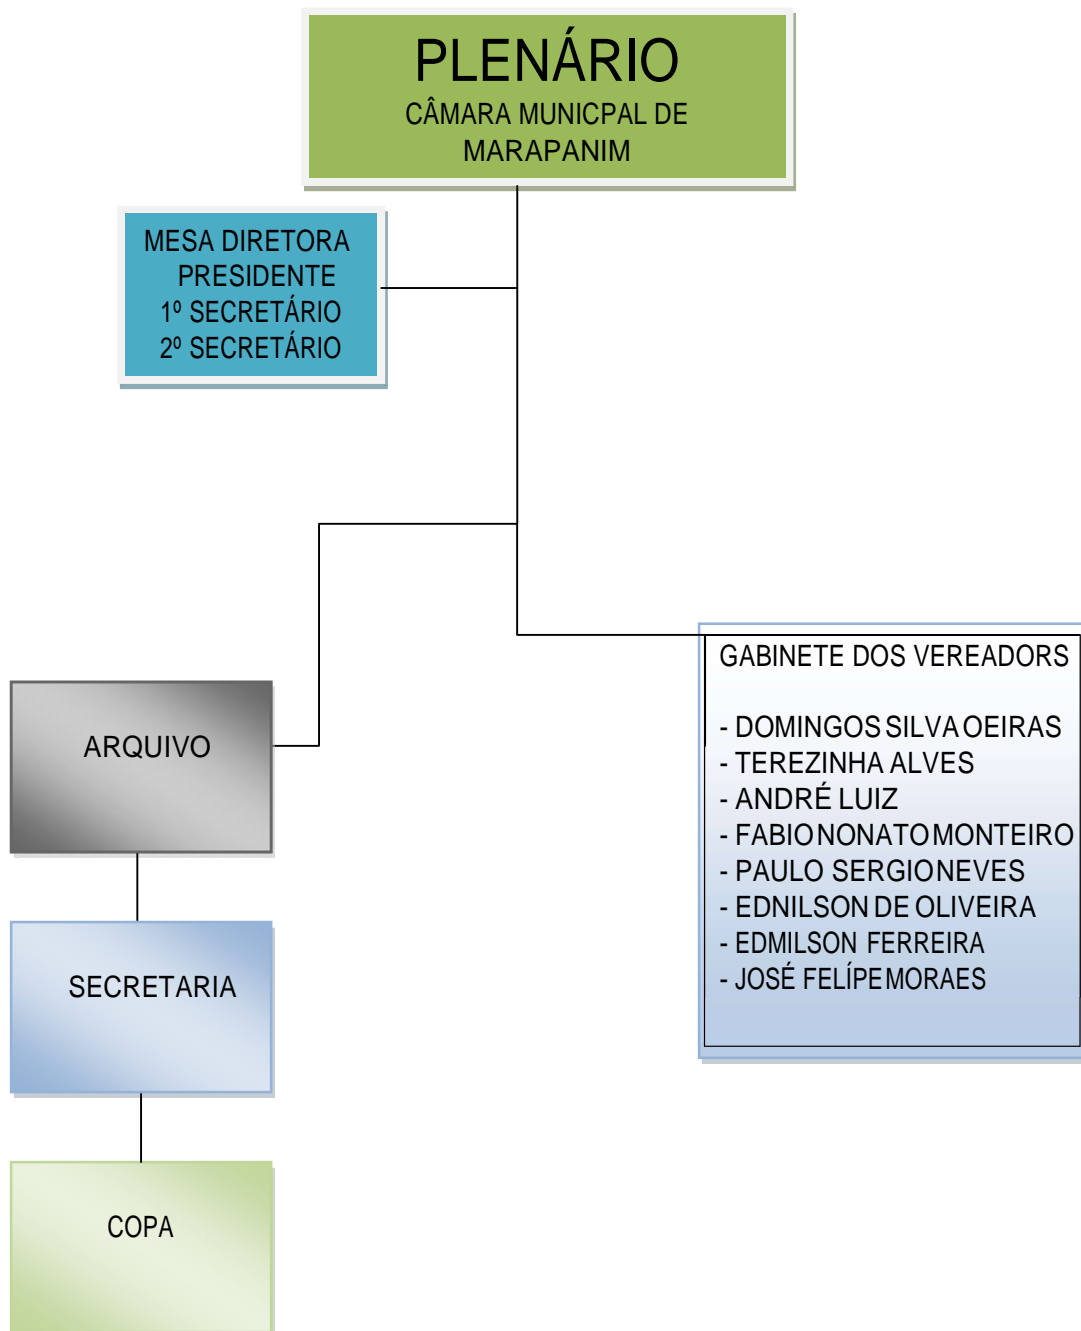 PLENÁRIO
CÂMARA MUNICPAL DE
MARAPANIM
MESA DIRETORA
PRESIDENTE
1º SECRETÁRIO
2º SECRETÁRIO
GABINETE DOS VEREADORS
- DOMINGOS SILVA OEIRAS
- TEREZINHA ALVES
- ANDRÉ LUIZ
- FABIO NONATO MONTEIRO
- PAULO SERGIO NEVES
- EDNILSON DE OLIVEIRA
- EDMILSON FERREIRA
- JOSÉ FELÍPE MORAES
ARQUIVO
SECRETARIA
COPA